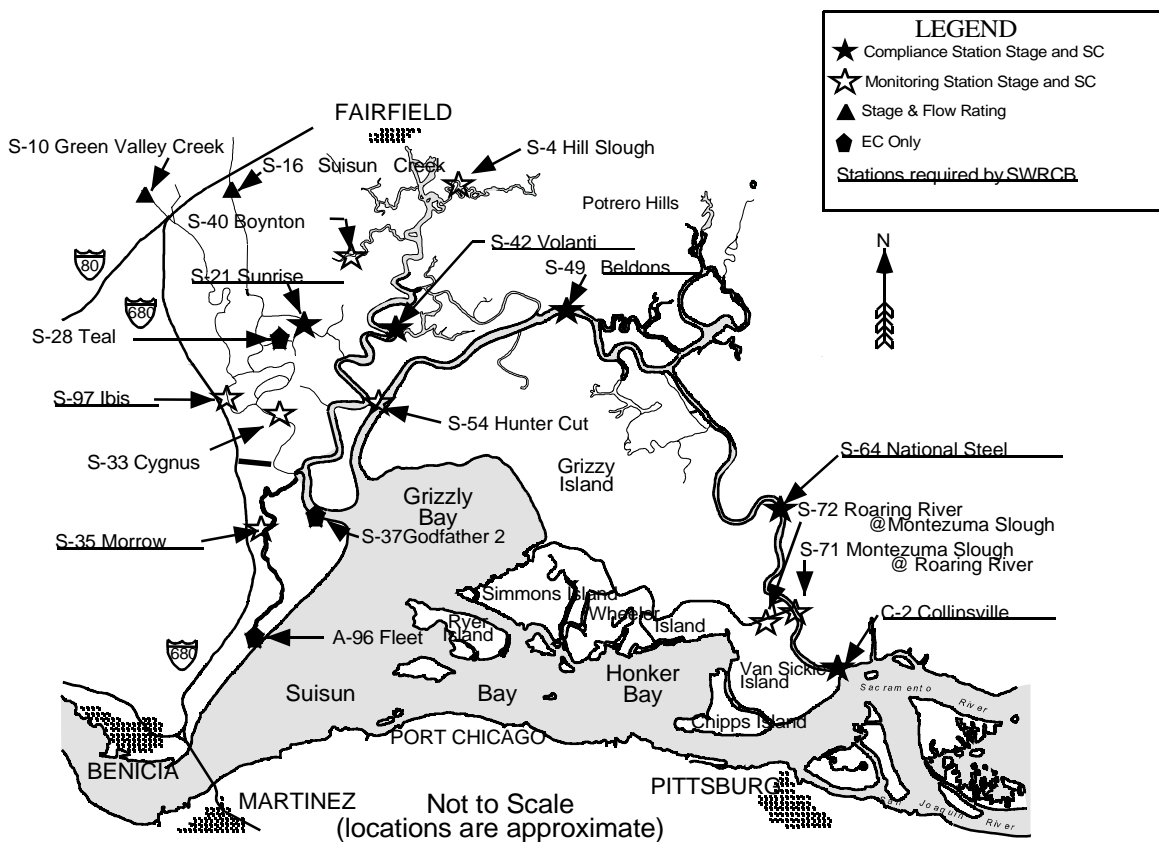 LEGEND
Compliance Station Stage and SC
Monitoring Station Stage and SC
Stage & Flow Rating
EC Only
Stations required by SWRCB
FAIRFIELD
S-10 Green Valley Creek
S-16 Suisun Creek
S-4 Hill Slough
Potrero Hills
S-40 Boynton
S-42 Volanti
N
80
S-21 Sunrise
S-49 Beldons
680
S-28 Teal
S-97 Ibis
S-54 Hunter Cut
S-33 Cygnus
S-64 National Steel
Grizzy
Island
Grizzly
Bay
S-72 Roaring River
@Montezuma Slough
S-37Godfather 2
S-35 Morrow
S-71 Montezuma Slough
@ Roaring River
Simmons Island
Wheeler
Island
C-2 Collinsville
Ryer
Island
A-96 Fleet
680
Honker
Bay
Van Sickle
Island
Suisun
Bay
Sacramento
River
Chipps Island
PORT CHICAGO
BENICIA
PITTSBURG
MARTINEZ
Not to Scale
(locations are approximate)
San Joaquin
River